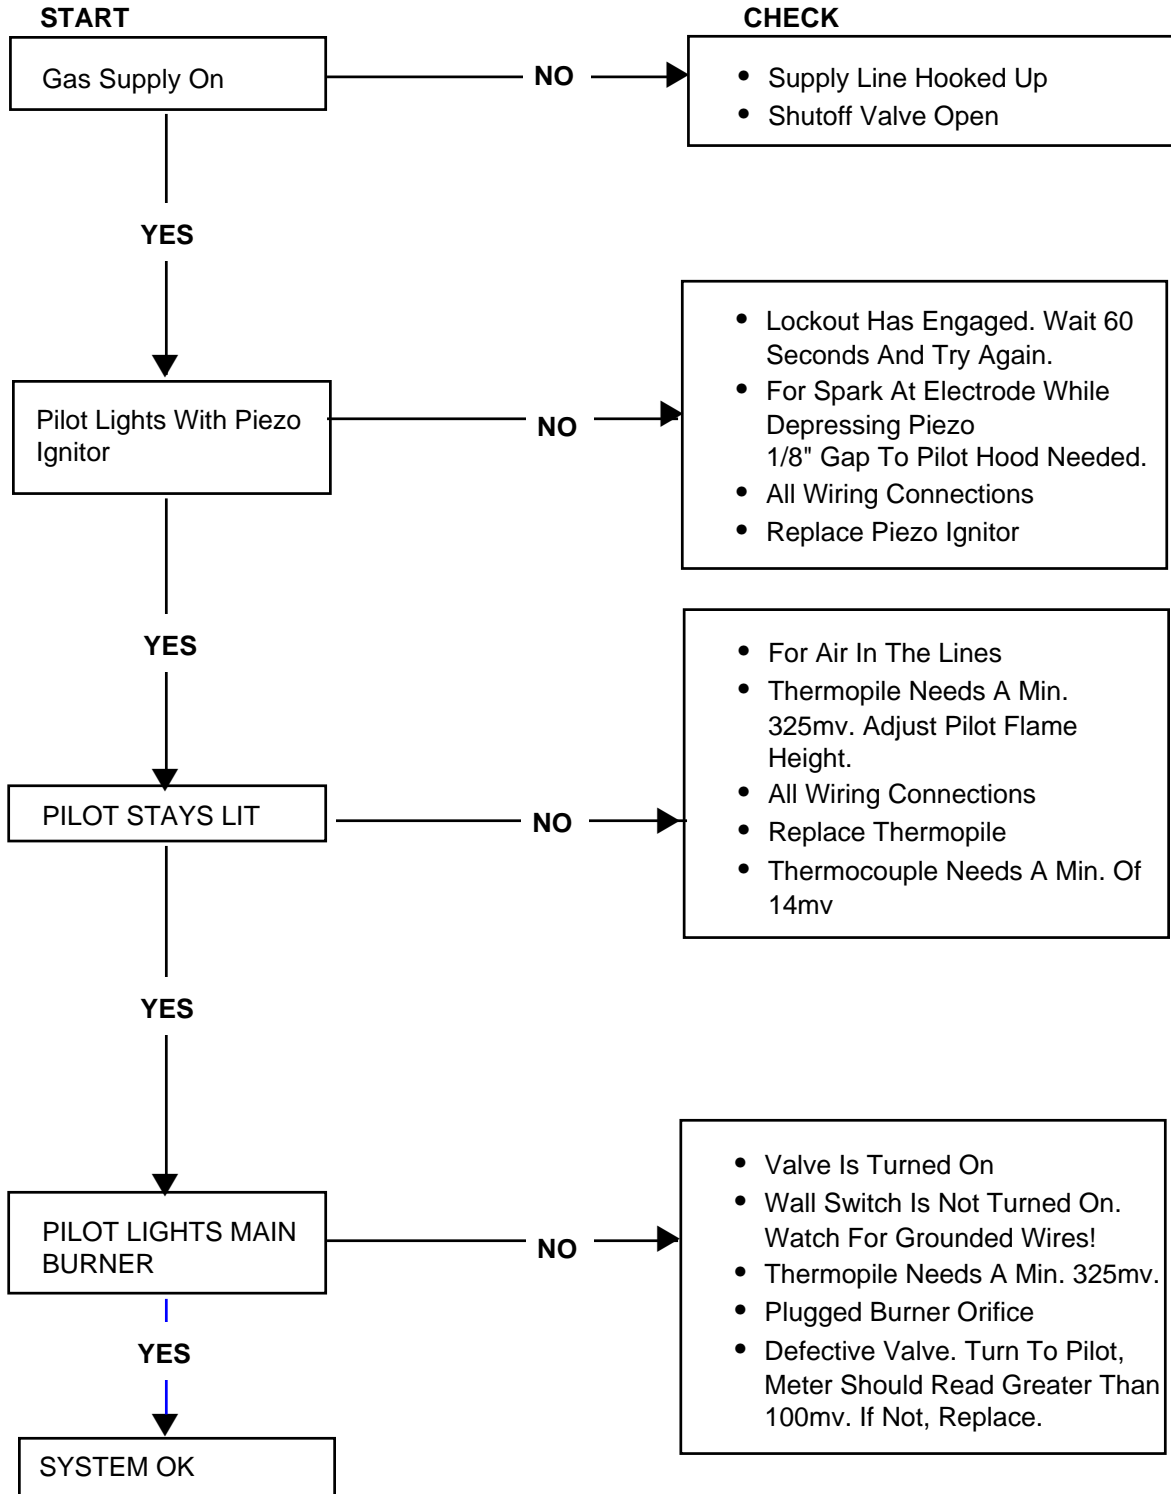 START
CHECK
Gas Supply On
NO
• Supply Line Hooked Up
• Shutoff Valve Open
YES
Pilot Lights With Piezo
Ignitor
NO
• Lockout Has Engaged. Wait 60
Seconds And Try Again.
• For Spark At Electrode While
Depressing Piezo
1/8" Gap To Pilot Hood Needed.
• All Wiring Connections
• Replace Piezo Ignitor
YES
PILOT STAYS LIT
NO
• For Air In The Lines
• Thermopile Needs A Min.
325mv. Adjust Pilot Flame
Height.
• All Wiring Connections
• Replace Thermopile
• Thermocouple Needs A Min. Of
14mv
YES
PILOT LIGHTS MAIN
BURNER
NO
• Valve Is Turned On
• Wall Switch Is Not Turned On.
Watch For Grounded Wires!
• Thermopile Needs A Min. 325mv.
• Plugged Burner Orifice
• Defective Valve. Turn To Pilot,
Meter Should Read Greater Than
100mv. If Not, Replace.
YES
SYSTEM OK